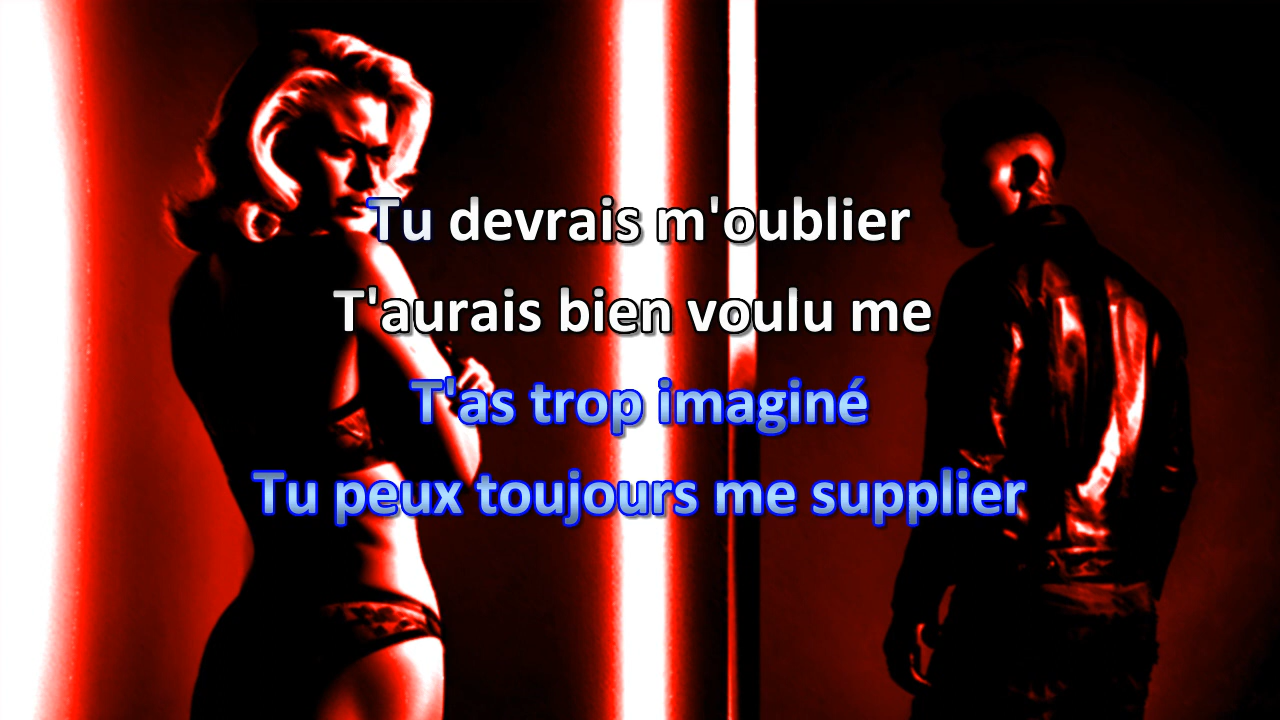 Tu devrais m'oublier
T'aurais bien voulu me
T'as trop imaginé
Tu peux toujours me supplier